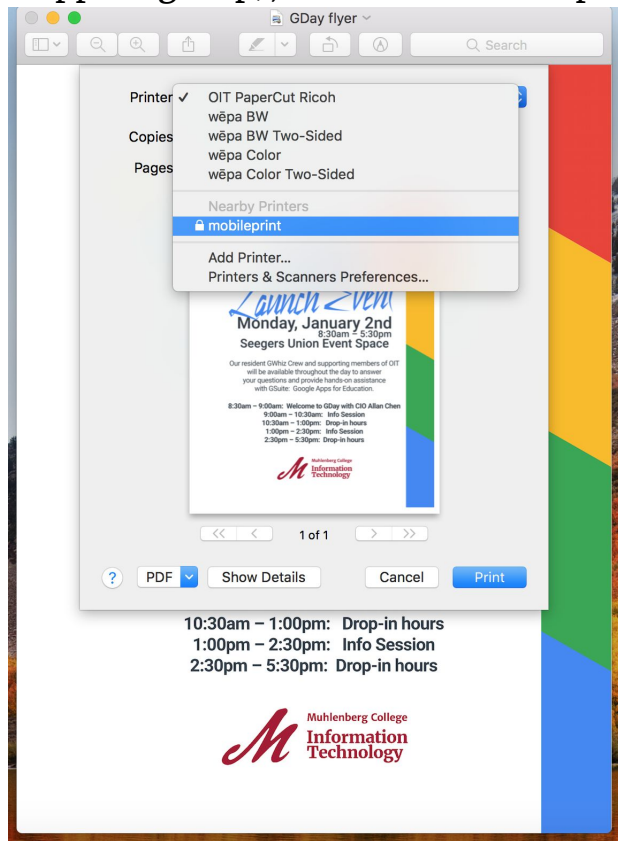 GDay flyer
Search
Printer ✓ OIT PaperCut Ricoh
wēpa BW
Copies wēpa BW Two-Sided
wēpa Color
Pages wēpa Color Two-Sided
Nearby Printers
mobileprint
Add Printer...
Printers & Scanners Preferences...
Launch Event
Monday, January 2nd
8:30am – 5:30pm
Seegers Union Event Space
Our resident GWhiz Crew and supporting members of OIT
will be available throughout the day to answer
your questions and provide hands-on assistance
with GSuite: Google Apps for Education.
8:30am – 9:00am: Welcome to GDay with CIO Allan Chen
9:00am – 10:30am: Info Session
10:30am – 1:00pm: Drop-in hours
1:00pm – 2:30pm: Info Session
2:30pm – 5:30pm: Drop-in hours
M Muhlenberg College
Information
Technology
<< < 1 of 1 > >>
? PDF Show Details Cancel Print
10:30am – 1:00pm: Drop-in hours
1:00pm – 2:30pm: Info Session
2:30pm – 5:30pm: Drop-in hours
M Muhlenberg College
Information
Technology